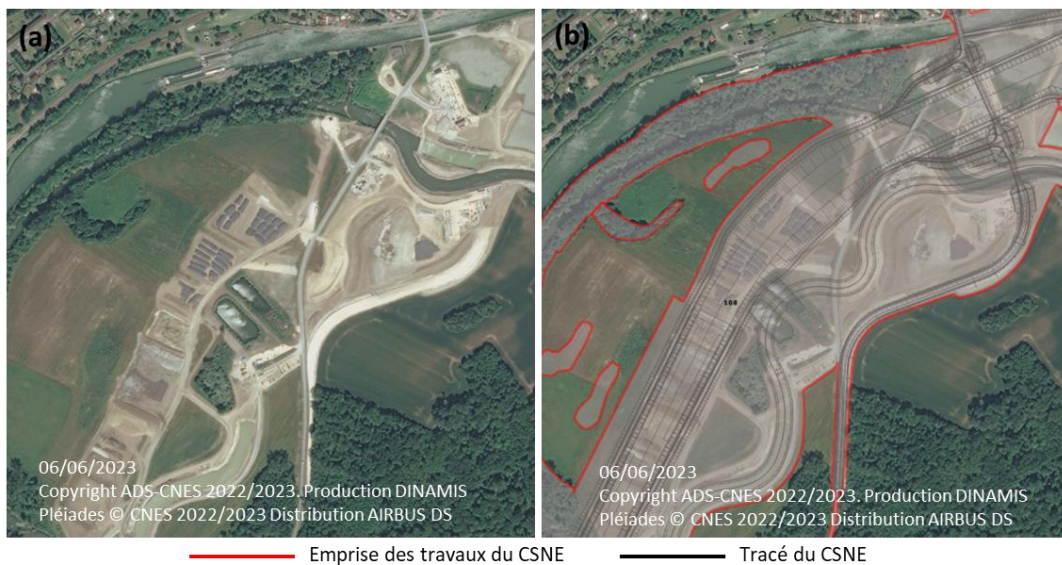 (a)
06/06/2023
Copyright ADS-CNES 2022/2023. Production DINAMIS
Pléiades © CNES 2022/2023 Distribution AIRBUS DS
(b)
108
06/06/2023
Copyright ADS-CNES 2022/2023. Production DINAMIS
Pléiades © CNES 2022/2023 Distribution AIRBUS DS
Emprise des travaux du CSNE
Tracé du CSNE